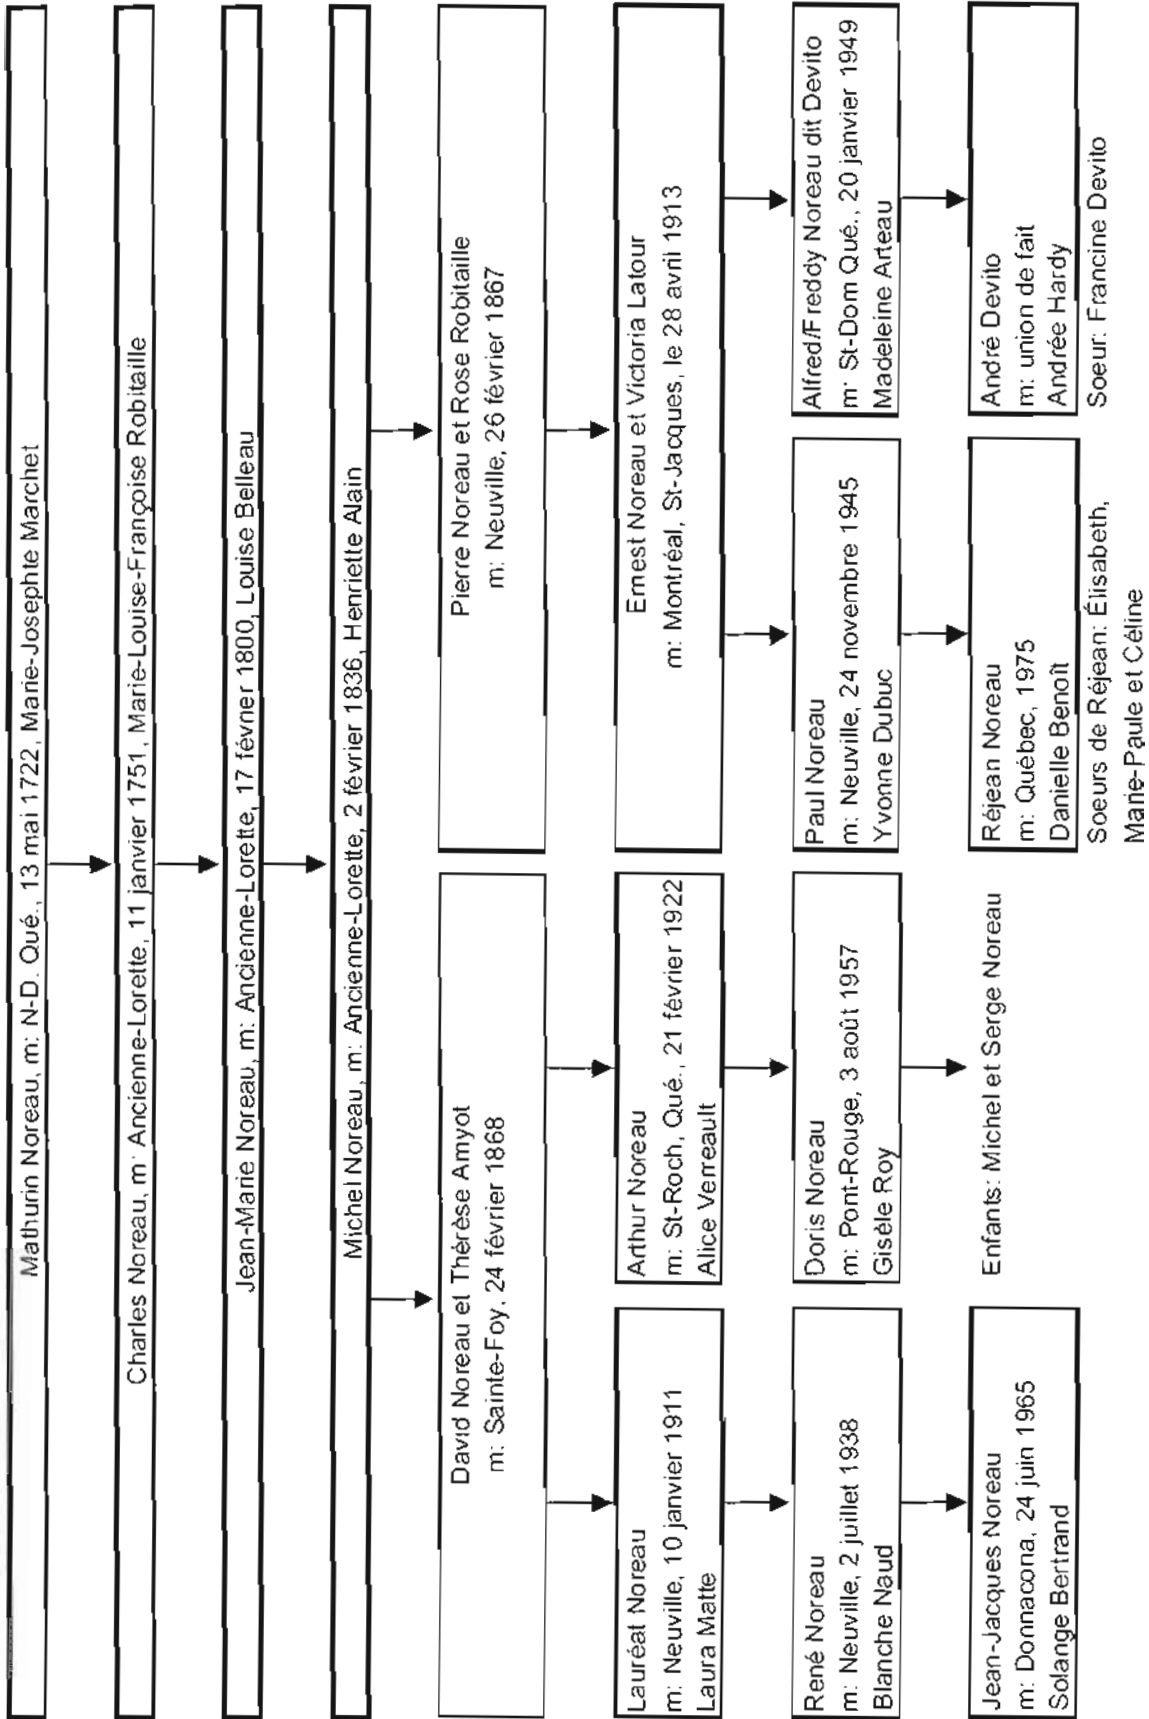 Mathurin Noreau, m: N-D. Qué., 13 mai 1722, Marie-Josephte Marchet
Charles Noreau, m: Ancienne-Lorette, 11 janvier 1751, Marie-Louise-Françoise Robitaille
Jean-Marie Noreau, m: Ancienne-Lorette, 17 février 1800, Louise Belleau
Michel Noreau, m: Ancienne-Lorette, 2 février 1836, Henriette Alain
David Noreau et Thérèse Amyot
m: Sainte-Foy, 24 février 1868
Pierre Noreau et Rose Robitaille
m: Neuville, 26 février 1867
Lauréat Noreau
m: Neuville, 10 janvier 1911
Laura Matte
Arthur Noreau
m: St-Roch, Qué., 21 février 1922
Alice Verreault
Ernest Noreau et Victoria Latour
m: Montréal, St-Jacques, le 28 avril 1913
René Noreau
m: Neuville, 2 juillet 1938
Blanche Naud
Doris Noreau
m: Pont-Rouge, 3 août 1957
Gisèle Roy
Paul Noreau
m: Neuville, 24 novembre 1945
Yvonne Dubuc
Alfred/Freddy Noreau dit Devito
m: St-Dom Qué., 20 janvier 1949
Madeleine Arteau
Jean-Jacques Noreau
m: Donnacona, 24 juin 1965
Solange Bertrand
Enfants: Michel et Serge Noreau
Réjean Noreau
m: Québec, 1975
Danielle Benoît
Soeurs de Réjean: Élisabeth,
Marie-Paule et Céline
André Devito
m: union de fait
Andrée Hardy
Soeur: Francine Devito